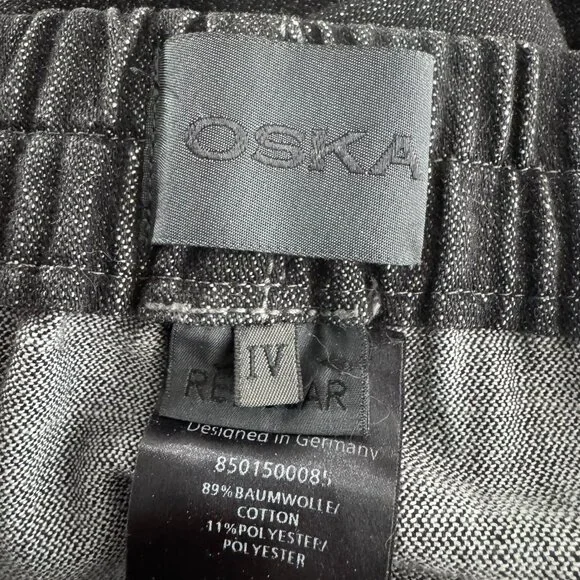 OSKA
IV
Designed in Germany
8501500085
89%BAUMWOLLE/
COTTON
11%POLYESTER/
POLYESTER